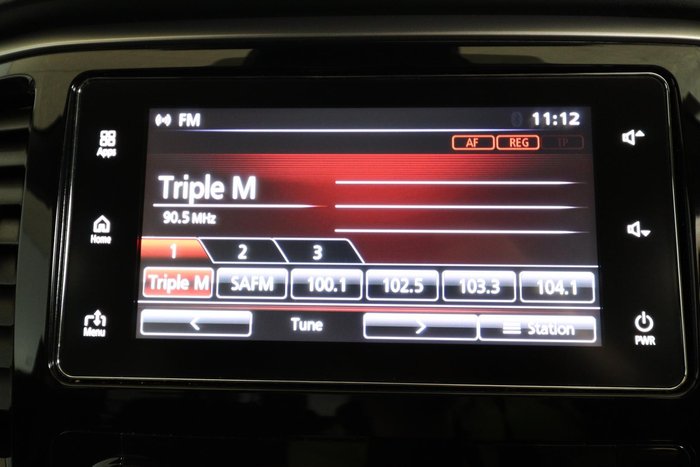 FM 11:12
AF REG TP
Apps
Triple M
90.5 MHz
Home
1 2 3
Triple M SAFM 100.1 102.5 103.3 104.1
< Tune > Station
Menu
PWR